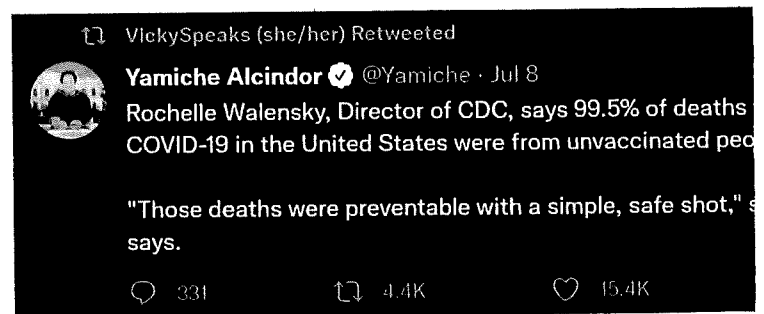 VickySpeaks (she/her) Retweeted
Yamiche Alcindor @Yamiche · Jul 8
Rochelle Walensky, Director of CDC, says 99.5% of deaths
COVID-19 in the United States were from unvaccinated
"Those deaths were preventable with a simple, safe shot,"
says.
331 4.4K 15.4K